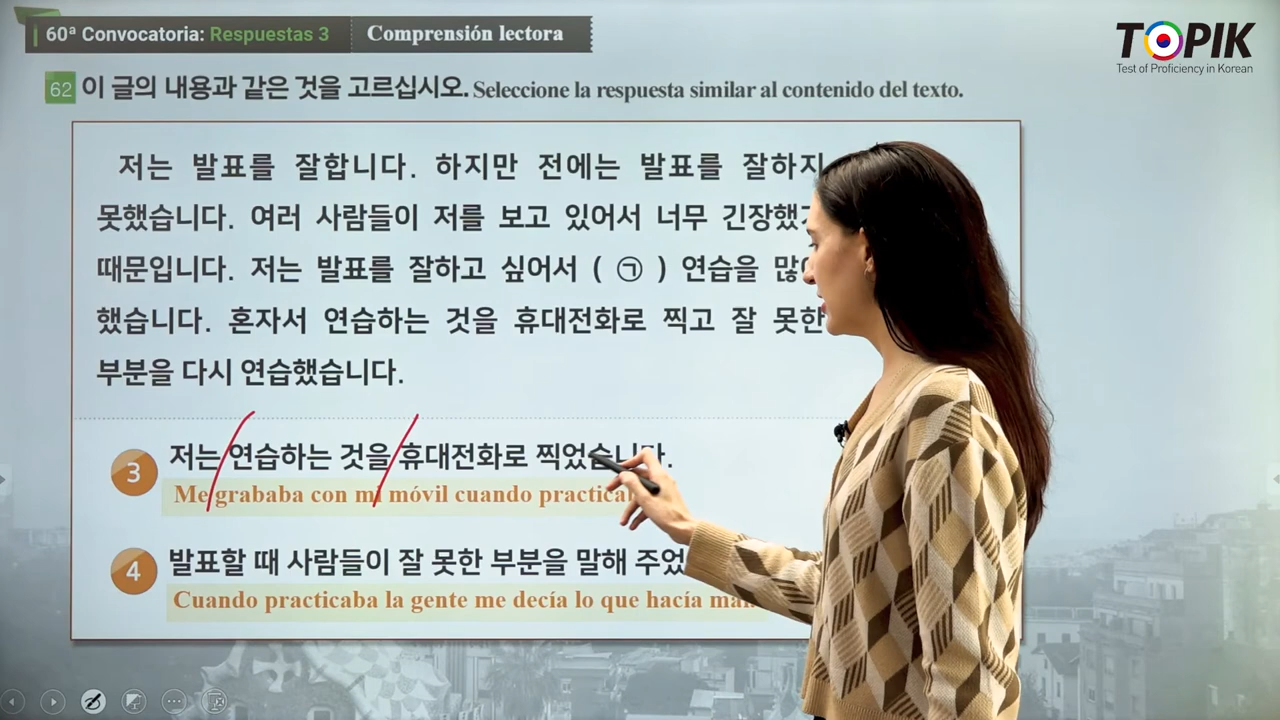 60ª Convocatoria: Respuestas 3 Comprensión lectora
TOPIK
Test of Proficiency in Korean
62 이 글의 내용과 같은 것을 고르십시오. Seleccione la respuesta similar al contenido del texto.
저는 발표를 잘합니다. 하지만 전에는 발표를 잘하지
못했습니다. 여러 사람들이 저를 보고 있어서 너무
때문입니다. 저는 발표를 잘하고 싶어서 ( ㉠ ) 연습을
했습니다. 혼자서 연습하는 것을 휴대전화로 찍고 잘 못한
부분을 다시 연습했습니다.
3 저는 연습하는 것을 휴대전화로 찍었습니다.
Me grababa con mi móvil cuando
4 발표할 때 사람들이 잘 못한 부분을 말해
Cuando practicaba la gente me decía lo que hacía mal.